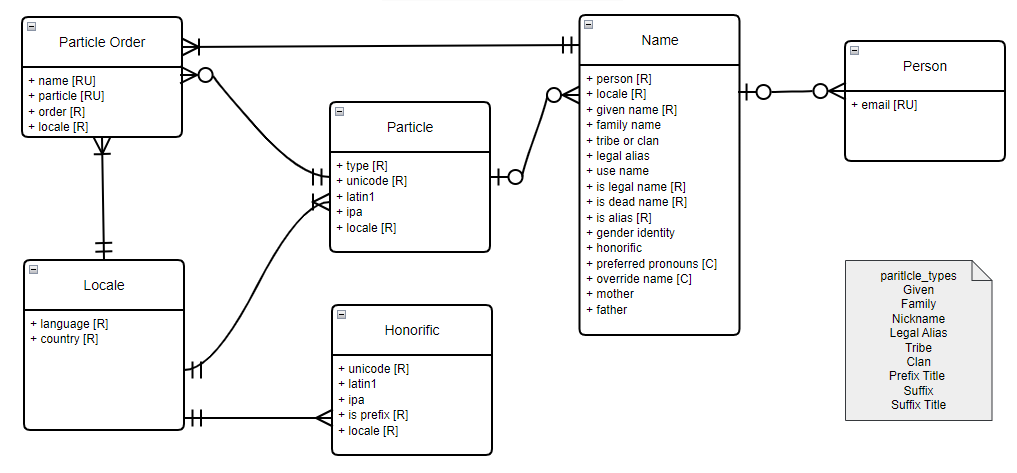 Particle Order
+ name [RU]
+ particle [RU]
+ order [R]
+ locale [R]
Name
+ person [R]
+ locale [R]
+ given name [R]
+ family name
+ tribe or clan
+ legal alias
+ use name
+ is legal name [R]
+ is dead name [R]
+ is alias [R]
+ gender identity
+ honorific
+ preferred pronouns [C]
+ override name [C]
+ mother
+ father
Person
+ email [RU]
Particle
+ type [R]
+ unicode [R]
+ latin1
+ ipa
+ locale [R]
Locale
+ language [R]
+ country [R]
Honorific
+ unicode [R]
+ latin1
+ ipa
+ is prefix [R]
+ locale [R]
pariticle_types
Given
Family
Nickname
Legal Alias
Tribe
Clan
Prefix Title
Suffix
Suffix Title